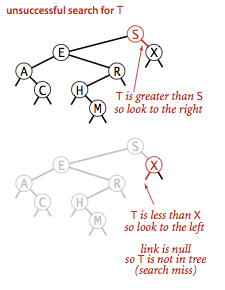 unsuccessful search for T
S
E
X
A
R
C
H
M
T is greater than S
so look to the right
S
E
X
A
R
C
H
M
T is less than X
so look to the left
link is null
so T is not in tree
(search miss)